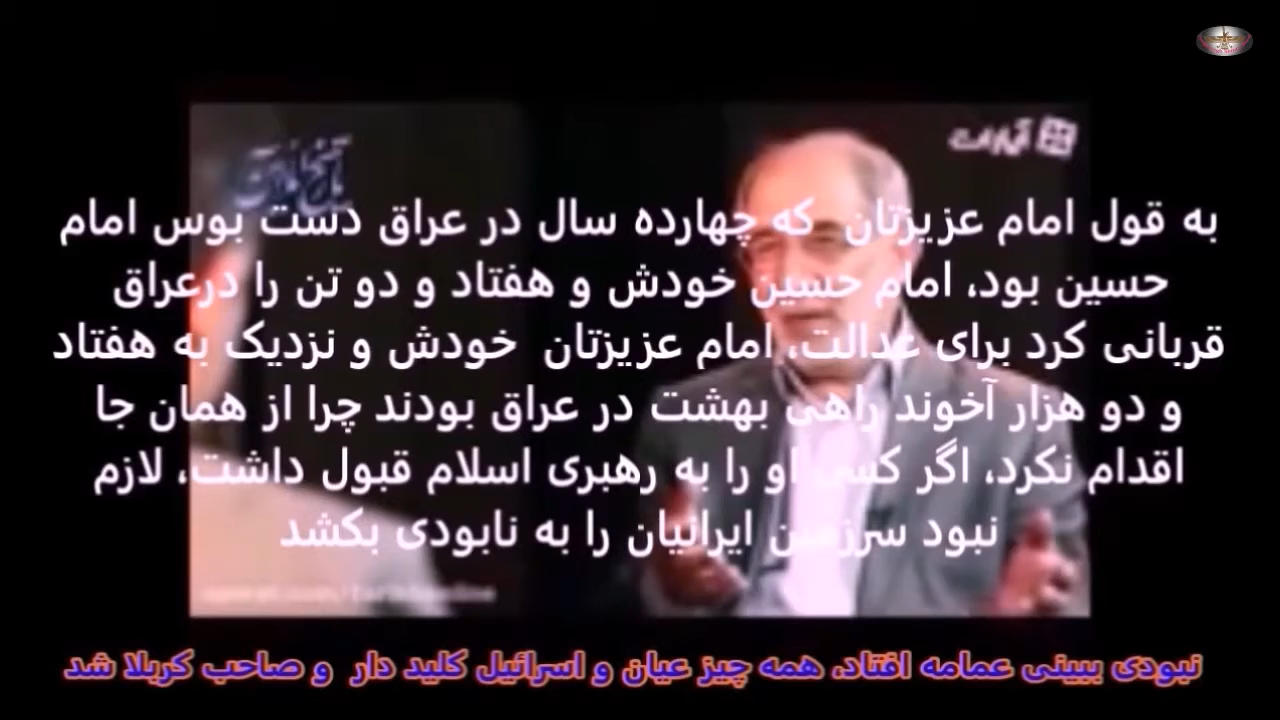 آپارات
به قول امام عزیزتان که چهارده سال در عراق دست بوس امام
حسین بود، امام حسین خودش و هفتاد و دو تن را درعراق
قربانی کرد برای عدالت، امام عزیزتان خودش و نزدیک به هفتاد
و دو هزار آخوند راهی بهشت در عراق بودند چرا از همان جا
اقدام نکرد، اگر کسی او را به رهبری اسلام قبول داشت، لازم
نبود سرزمین ایرانیان را به نابودی بکشد
نبودی ببینی عمامه افتاد، همه چیز عیان و اسرائیل کلید دار و صاحب کربلا شد